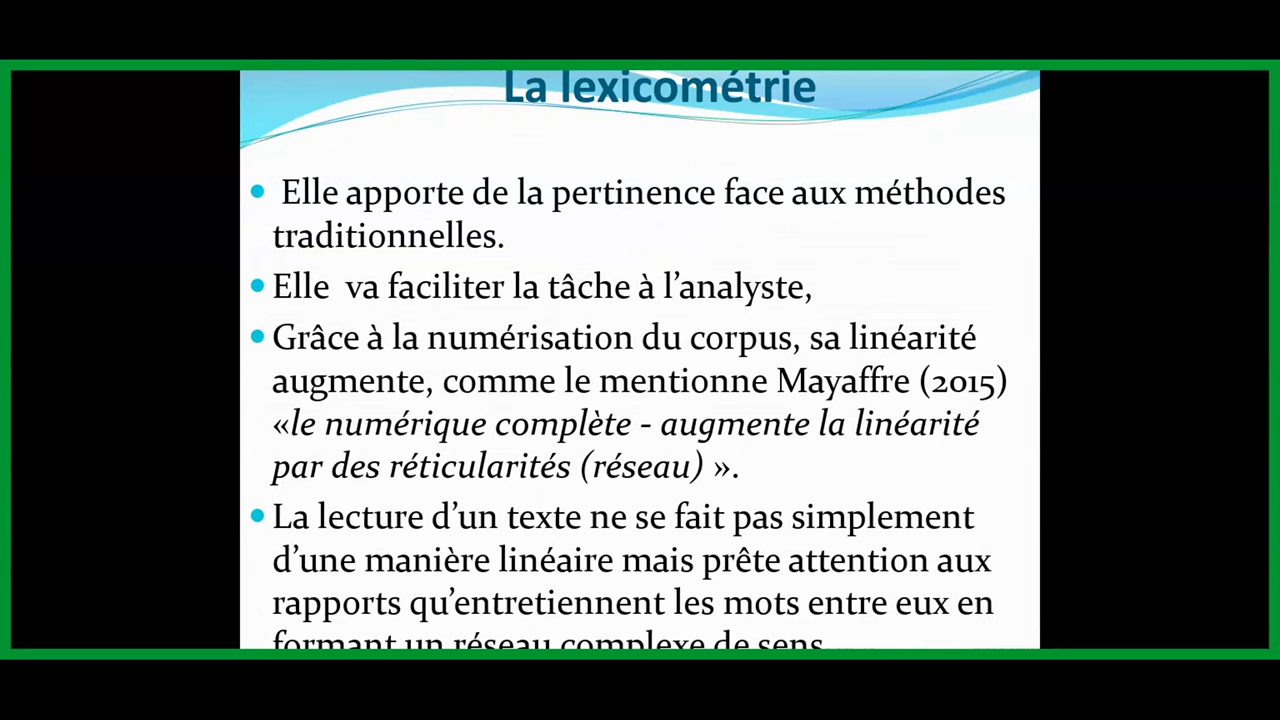 La lexicométrie
• Elle apporte de la pertinence face aux méthodes
traditionnelles.
• Elle va faciliter la tâche à l’analyste,
• Grâce à la numérisation du corpus, sa linéarité
augmente, comme le mentionne Mayaffre (2015)
«le numérique complète - augmente la linéarité
par des réticularités (réseau) ».
• La lecture d’un texte ne se fait pas simplement
d’une manière linéaire mais prête attention aux
rapports qu’entretiennent les mots entre eux en
formant un réseau complexe de sens